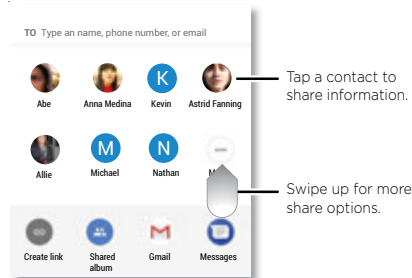 TO Type an name, phone number, or email
Abe Anna Medina Kevin Astrid Fanning
Tap a contact to
share information.
K
M N
Allie Michael Nathan
Swipe up for more
share options.
Create link Shared album Gmail Messages